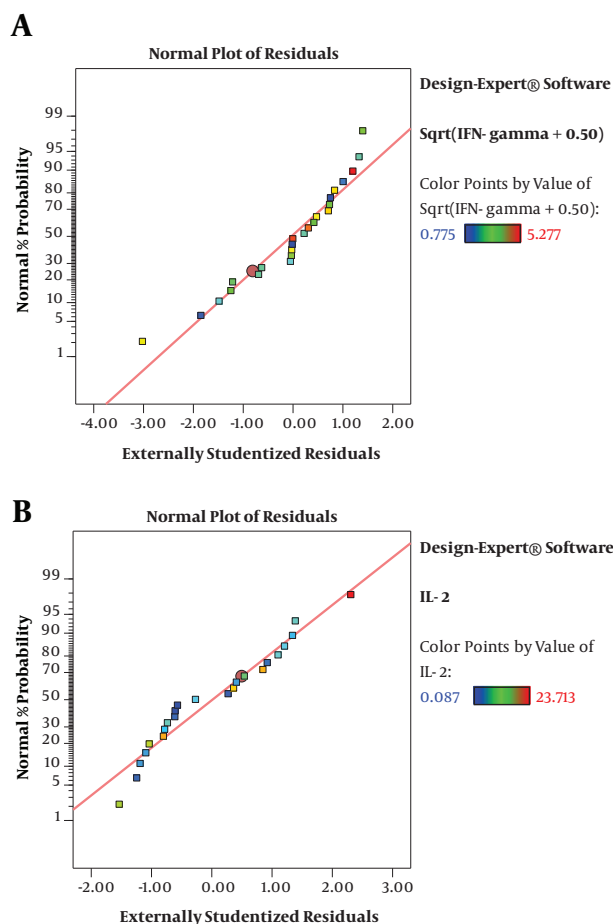 A
Normal Plot of Residuals
Design-Expert® Software
Sqrt(IFN- gamma + 0.50)
Color Points by Value of
Sqrt(IFN- gamma + 0.50):
0.775 5.277
Normal % Probability
99
95
90
80
70
50
30
20
10
5
1
-4.00 -3.00 -2.00 -1.00 0.00 1.00 2.00
Externally Studentized Residuals
B
Normal Plot of Residuals
Design-Expert® Software
IL- 2
Color Points by Value of
IL- 2:
0.087 23.713
Normal % Probability
99
95
90
80
70
50
30
20
10
5
1
-2.00 -1.00 0.00 1.00 2.00 3.00
Externally Studentized Residuals